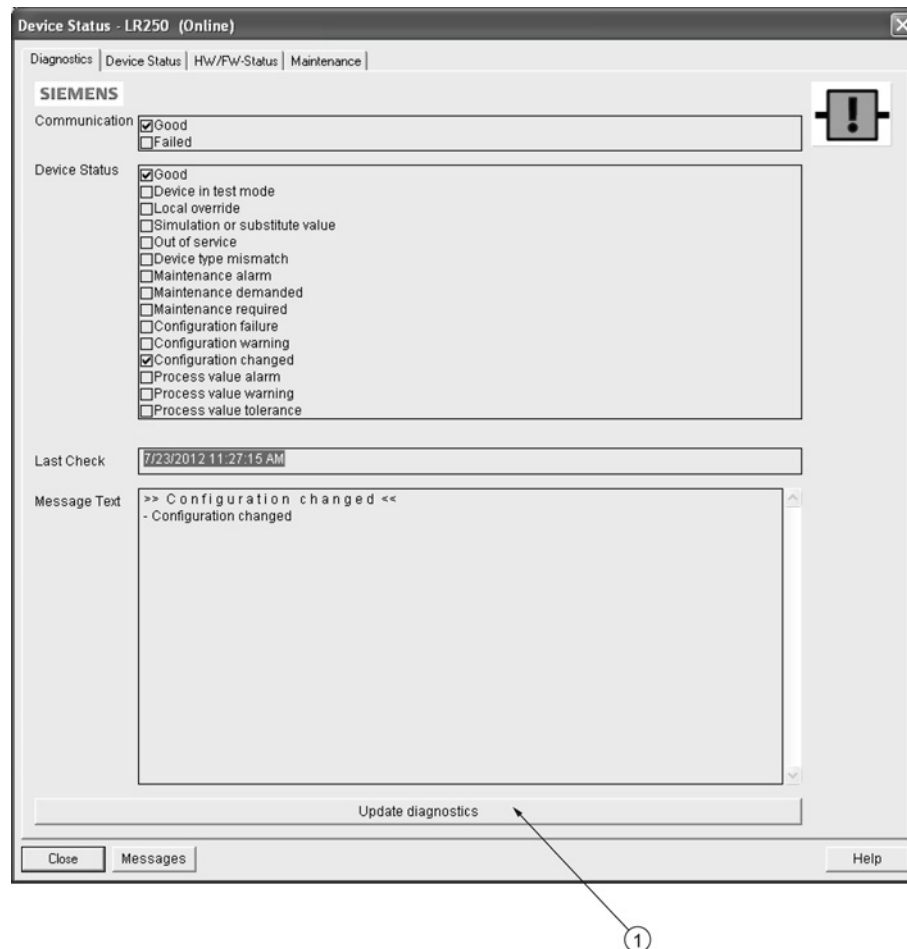 Device Status - LR250 (Online)
Diagnostics Device Status HW/FW-Status Maintenance
SIEMENS
Communication
Good
Failed
Device Status
Good
Device in test mode
Local override
Simulation or substitute value
Out of service
Device type mismatch
Maintenance alarm
Maintenance demanded
Maintenance required
Configuration failure
Configuration warning
Configuration changed
Process value alarm
Process value warning
Process value tolerance
Last Check
7/23/2012 11:27:15 AM
Message Text
>> Configuration changed <<
- Configuration changed
Update diagnostics
Close Messages Help
1